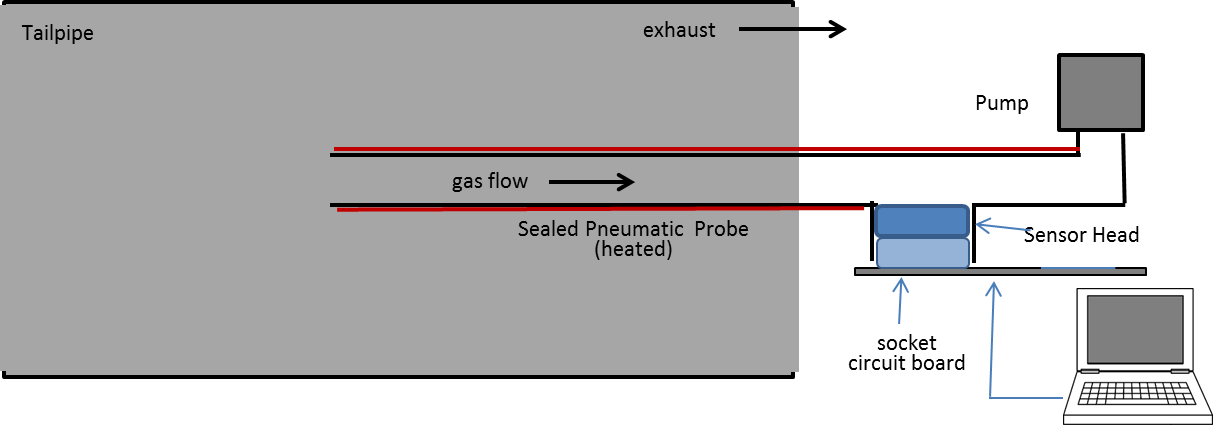 Tailpipe
exhaust
Pump
gas flow
Sealed Pneumatic Probe
(heated)
Sensor Head
socket
circuit board